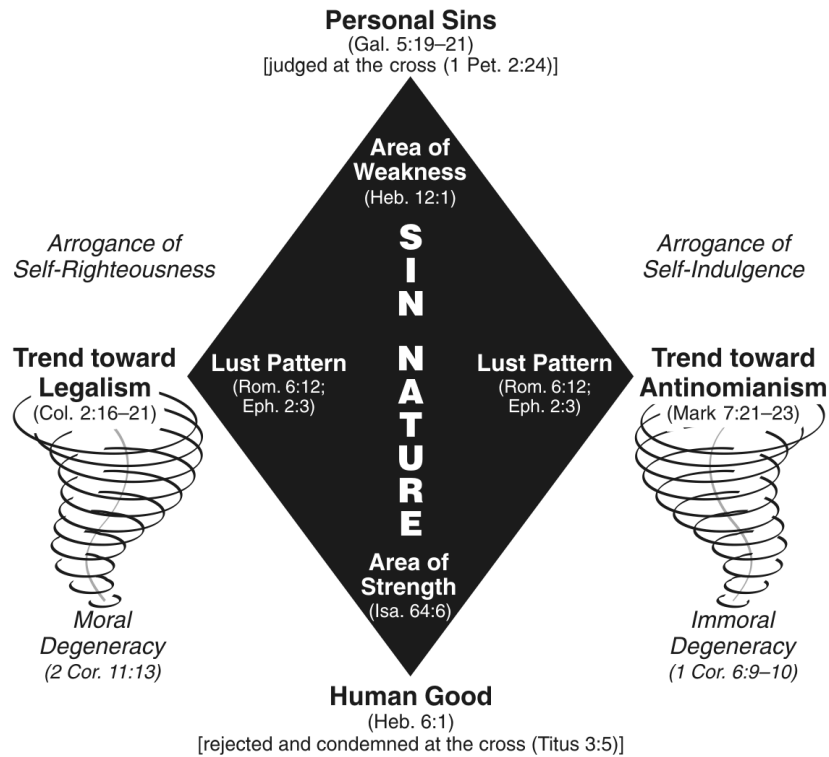 Personal Sins
(Gal. 5:19–21)
[judged at the cross (1 Pet. 2:24)]
Area of
Weakness
(Heb. 12:1)
SIN NATURE
Arrogance of
Self-Righteousness
Trend toward
Legalism
(Col. 2:16–21)
Lust Pattern
(Rom. 6:12;
Eph. 2:3)
Lust Pattern
(Rom. 6:12;
Eph. 2:3)
Arrogance of
Self-Indulgence
Trend toward
Antinomianism
(Mark 7:21–23)
Area of
Strength
(Isa. 64:6)
Moral
Degeneracy
(2 Cor. 11:13)
Immoral
Degeneracy
(1 Cor. 6:9–10)
Human Good
(Heb. 6:1)
[rejected and condemned at the cross (Titus 3:5)]